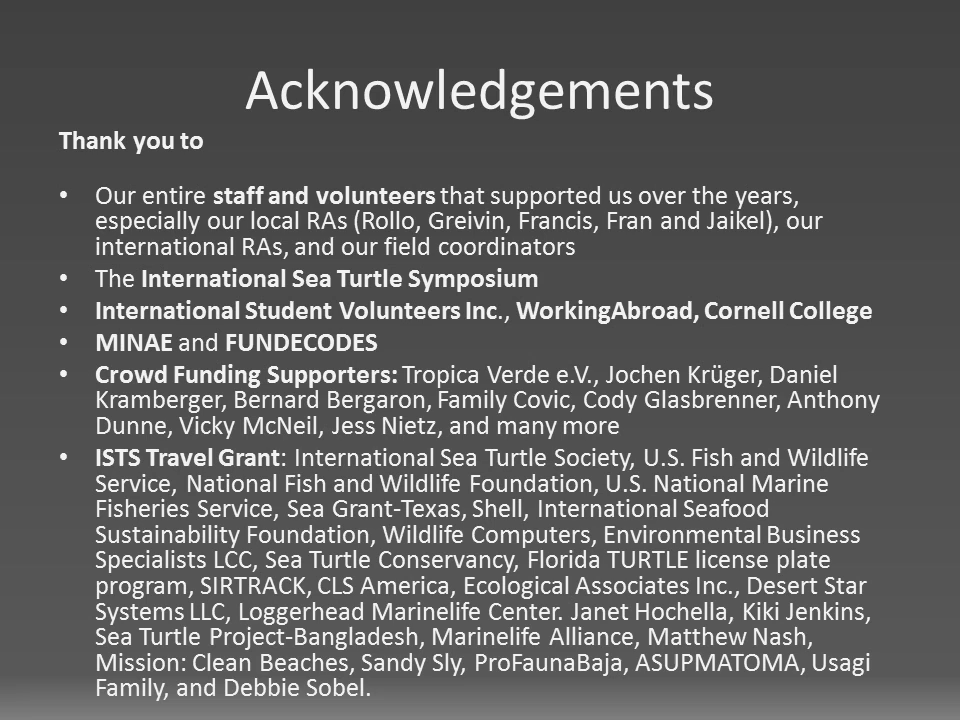 Acknowledgements
Thank you to
• Our entire staff and volunteers that supported us over the years,
especially our local RAs (Rollo, Greivin, Francis, Fran and Jaikel), our
international RAs, and our field coordinators
• The International Sea Turtle Symposium
• International Student Volunteers Inc., WorkingAbroad, Cornell College
• MINAE and FUNDECODES
• Crowd Funding Supporters: Tropica Verde e.V., Jochen Krüger, Daniel
Kramberger, Bernard Bergaron, Family Covic, Cody Glasbrenner, Anthony
Dunne, Vicky McNeil, Jess Nietz, and many more
• ISTS Travel Grant: International Sea Turtle Society, U.S. Fish and Wildlife
Service, National Fish and Wildlife Foundation, U.S. National Marine
Fisheries Service, Sea Grant-Texas, Shell, International Seafood
Sustainability Foundation, Wildlife Computers, Environmental Business
Specialists LCC, Sea Turtle Conservancy, Florida TURTLE license plate
program, SIRTRACK, CLS America, Ecological Associates Inc., Desert Star
Systems LLC, Loggerhead Marinelife Center. Janet Hochella, Kiki Jenkins,
Sea Turtle Project-Bangladesh, Marinelife Alliance, Matthew Nash,
Mission: Clean Beaches, Sandy Sly, ProFaunaBaja, ASUPMATOMA, Usagi
Family, and Debbie Sobel.